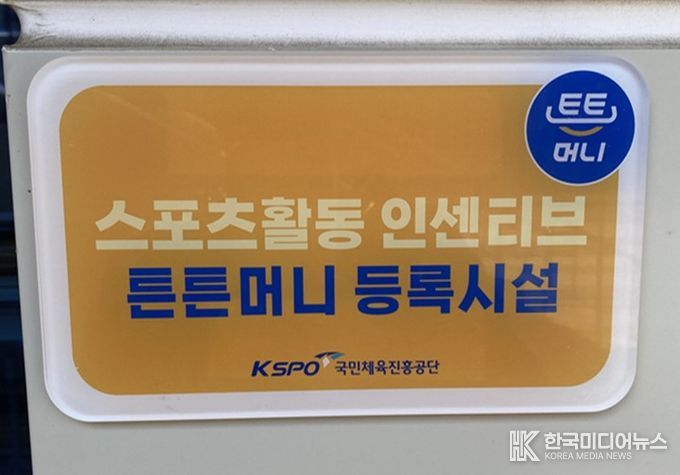 튼튼
머니
스포츠활동 인센티브
튼튼머니 등록시설
KSPO 국민체육진흥공단
HK 한국미디어뉴스
KOREA MEDIA NEWS